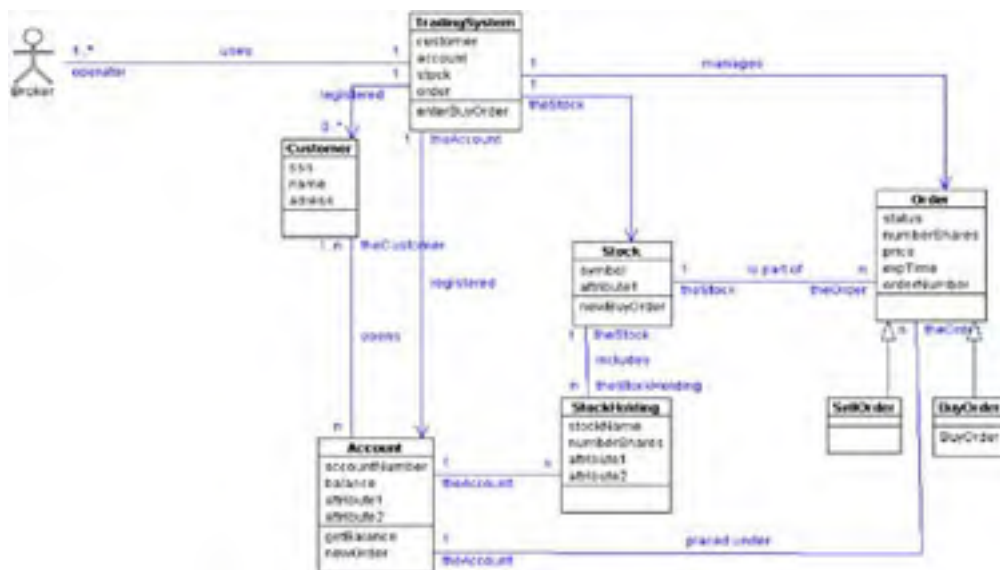 TradingSystem
customer
account
stock
order
enterBuyOrder
1..*
uses
1
operator
Broker
1
registered
0..*
1
manages
1
theStock
1
theAccount
Customer
ssn
name
adress
1..n
theCustomer
registered
opens
n
Order
status
numberShares
price
expTime
orderNumber
Stock
symbol
attribute1
newBuyOrder
1
is part of
n
theStock
theOrder
1
theStock
includes
n
theStockHolding
n
SellOrder
BuyOrder
BuyOrder
StockHolding
stockName
numberShares
attribute1
attribute2
Account
accountNumber
balance
attribute1
attribute2
getBalance
newOrder
1
n
theAccount
1
placed under
theAccount